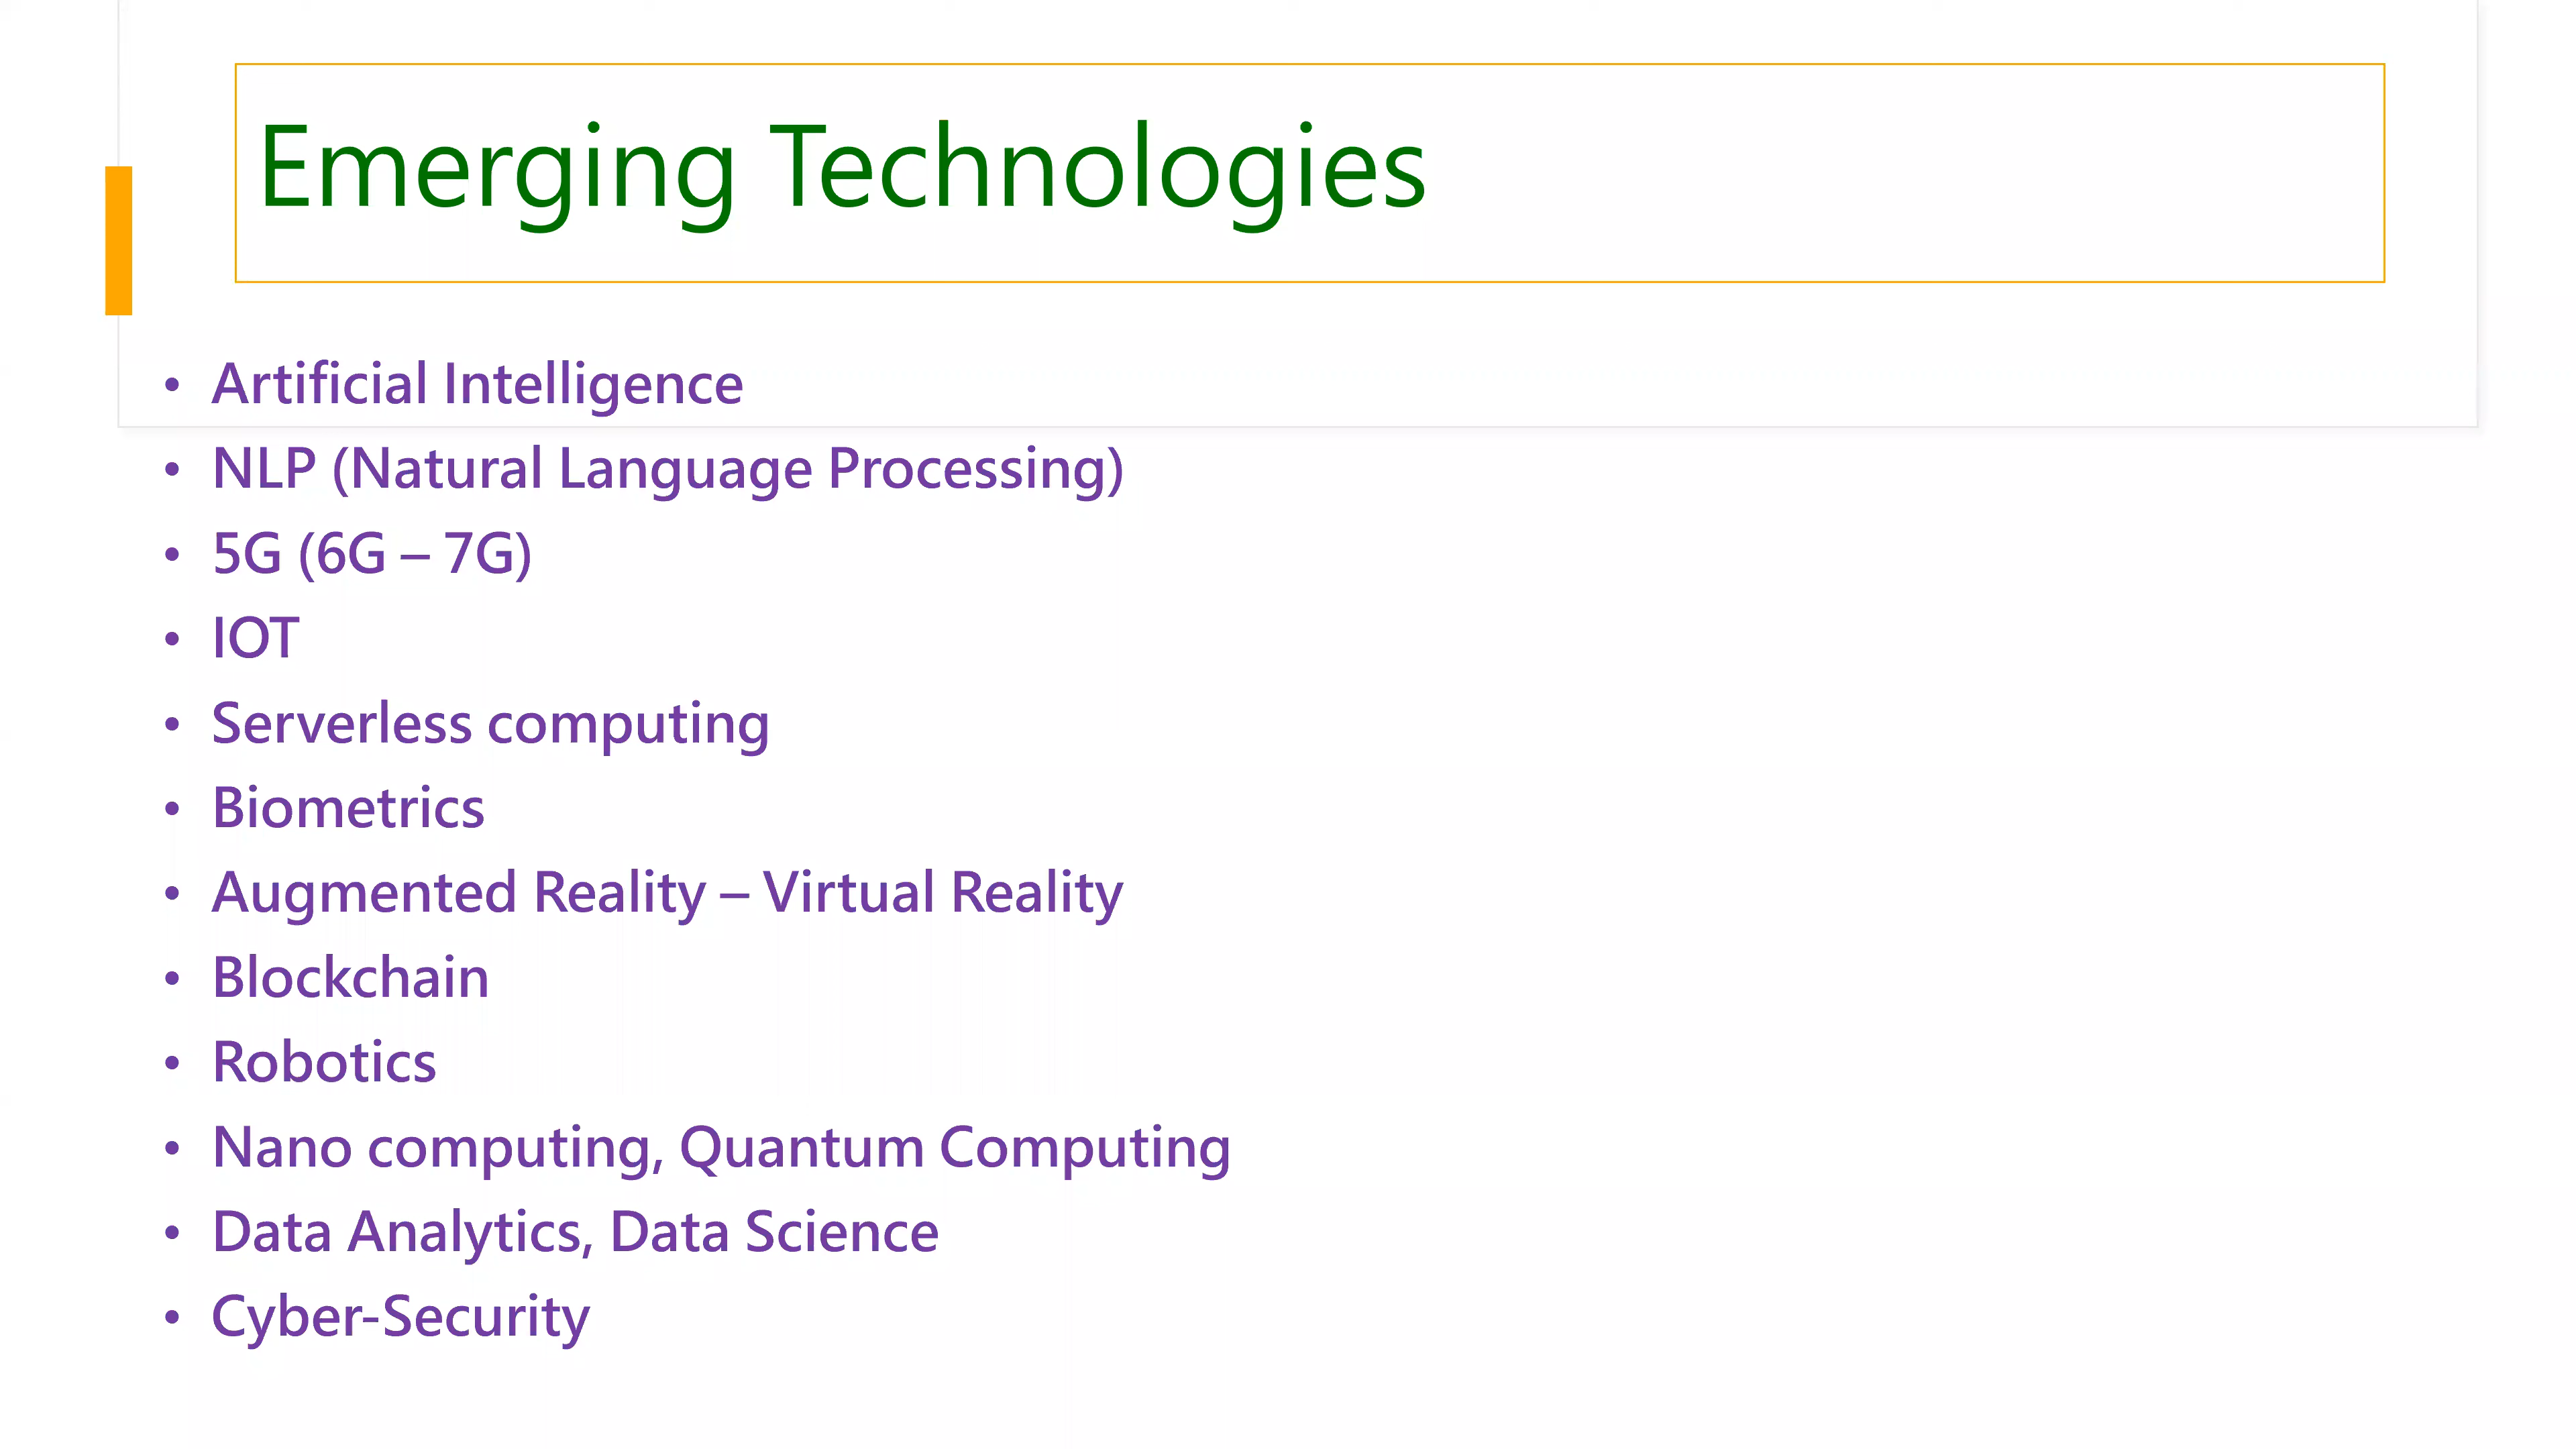 Emerging Technologies
• Artificial Intelligence
• NLP (Natural Language Processing)
• 5G (6G – 7G)
• IOT
• Serverless computing
• Biometrics
• Augmented Reality – Virtual Reality
• Blockchain
• Robotics
• Nano computing, Quantum Computing
• Data Analytics, Data Science
• Cyber-Security